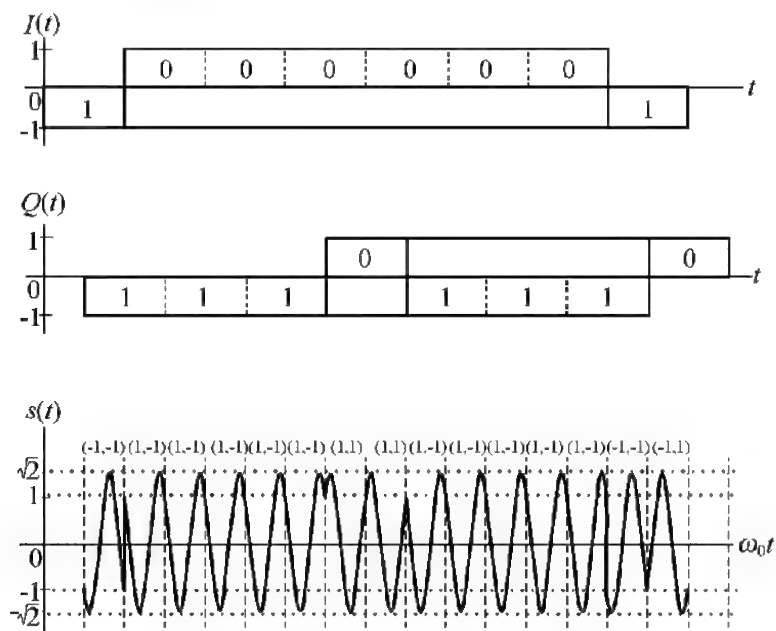 I(t)
1
0 0 0 0 0 0
t
0
1 1
-1
Q(t)
1
0 0
t
0
1 1 1 1 1 1
-1
s(t)
(-1,-1) (1,-1) (1,-1) (1,-1) (1,-1) (1,-1) (1,1) (1,1) (1,-1) (1,-1) (1,-1) (1,-1) (1,-1) (-1,-1) (-1,1)
√2
1
0
ω₀t
-1
-√2